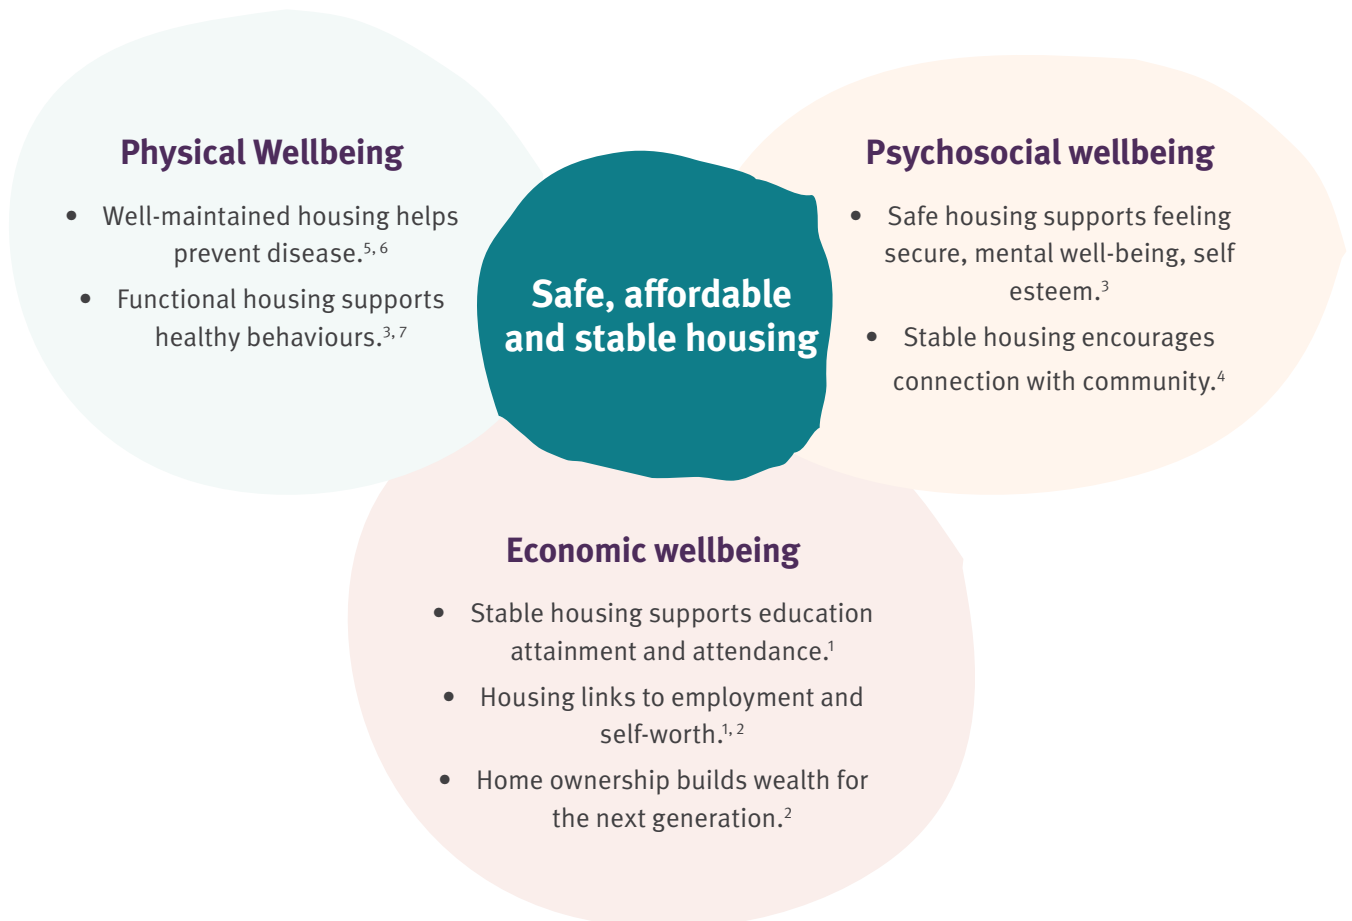 Physical Wellbeing
• Well-maintained housing helps
prevent disease.5, 6
• Functional housing supports
healthy behaviours.3, 7
Safe, affordable
and stable housing
Psychosocial wellbeing
• Safe housing supports feeling
secure, mental well-being, self
esteem.3
• Stable housing encourages
connection with community.4
Economic wellbeing
• Stable housing supports education
attainment and attendance.1
• Housing links to employment and
self-worth.1, 2
• Home ownership builds wealth for
the next generation.2